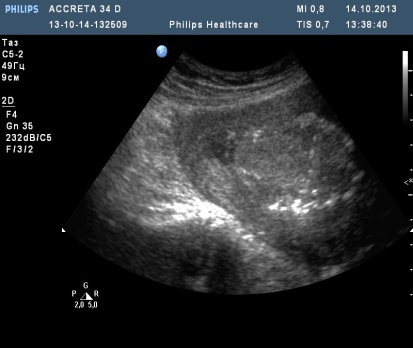 PHILIPS ACCRETA 34 D MI 0,8 14.10.2013
13-10-14-132509 Philips Healthcare TIS 0,7 13:38:40
Таз
C5-2
49Гц
9см
2D
F4
Gn 35
232dB/C5
F/3/2
G
P R
2,0 5,0